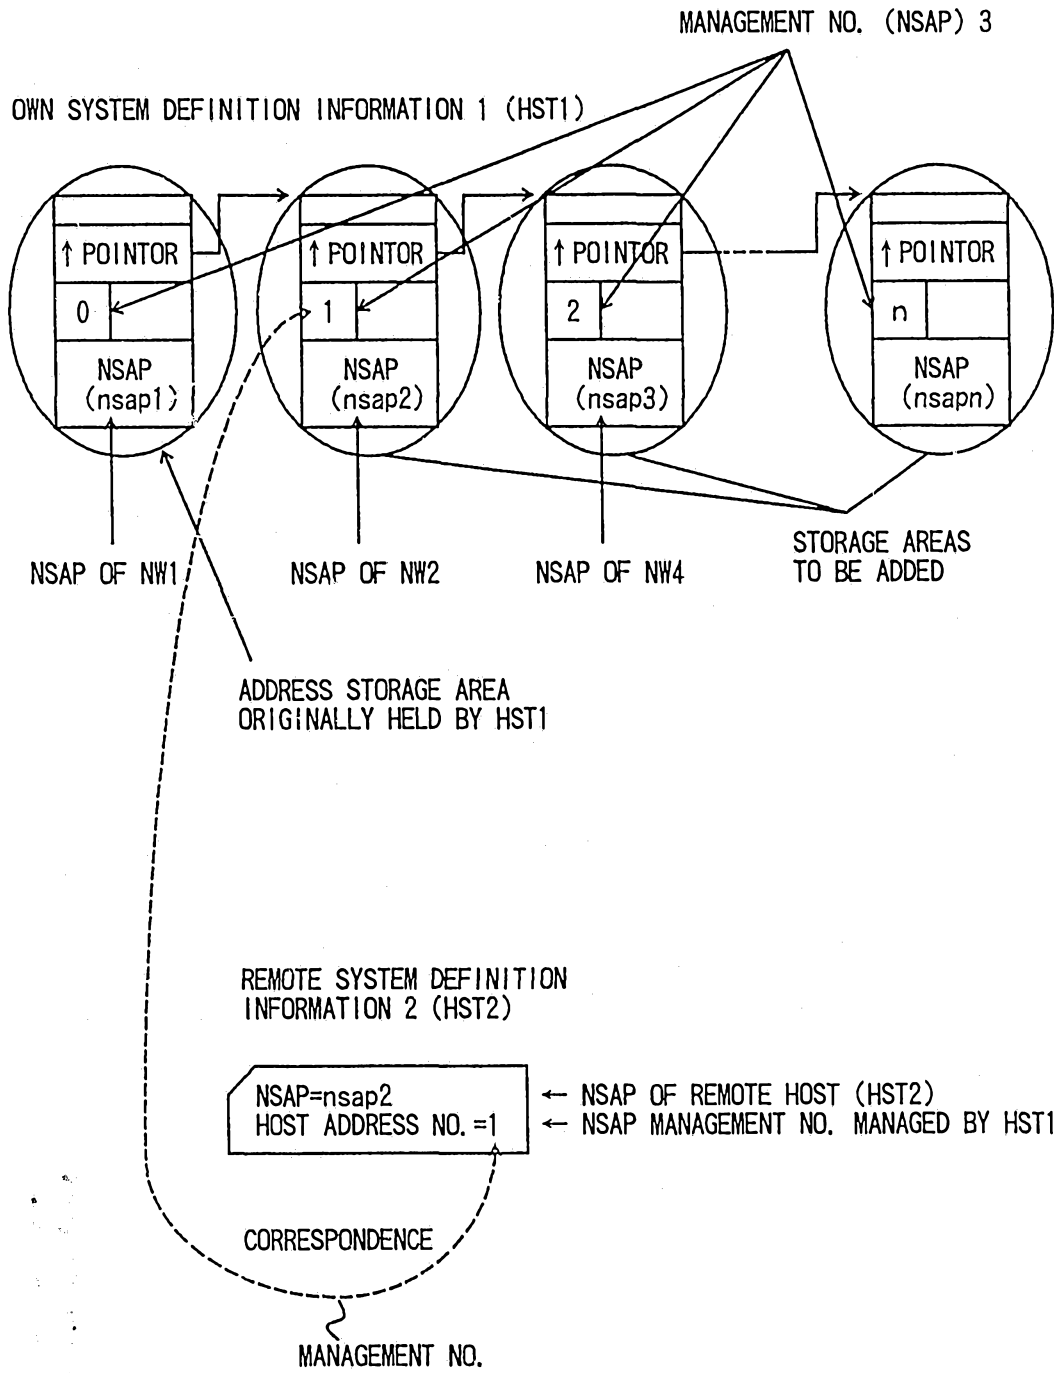 MANAGEMENT NO. (NSAP) 3
OWN SYSTEM DEFINITION INFORMATION 1 (HST1)
↑ POINTOR
↑ POINTOR
↑ POINTOR
↑ POINTOR
0
1
2
n
NSAP
(nsap1)
NSAP
(nsap2)
NSAP
(nsap3)
NSAP
(nsapn)
NSAP OF NW1
NSAP OF NW2
NSAP OF NW4
STORAGE AREAS
TO BE ADDED
ADDRESS STORAGE AREA
ORIGINALLY HELD BY HST1
REMOTE SYSTEM DEFINITION
INFORMATION 2 (HST2)
NSAP=nsap2
HOST ADDRESS NO.=1
← NSAP OF REMOTE HOST (HST2)
← NSAP MANAGEMENT NO. MANAGED BY HST1
CORRESPONDENCE
MANAGEMENT NO.